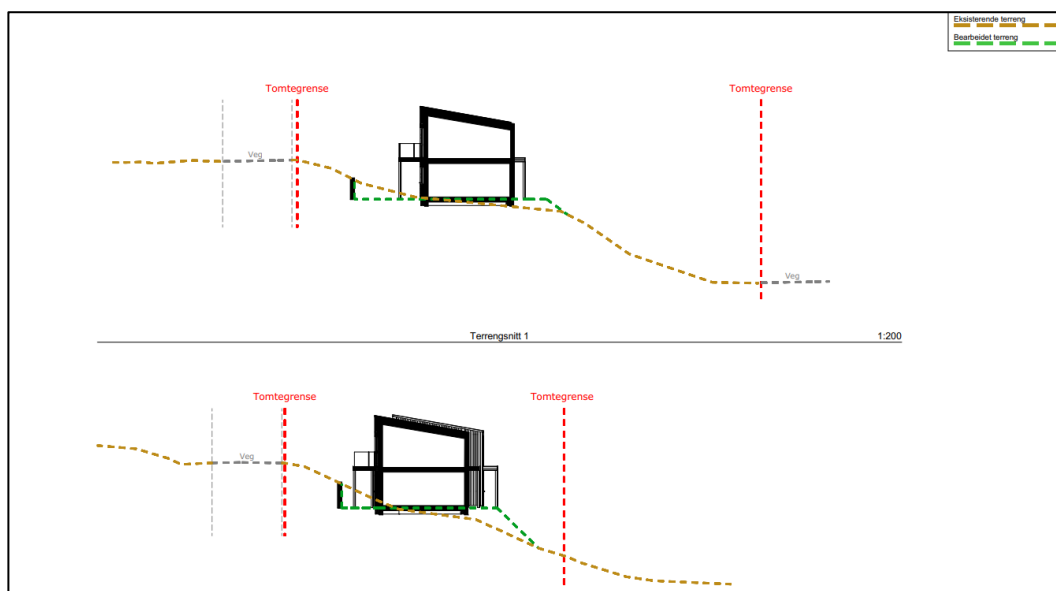 Eksisterende terreng
Bearbeidet terreng
Tomtegrense
Tomtegrense
Veg
Veg
Terrengsnitt 1
1:200
Tomtegrense
Tomtegrense
Veg